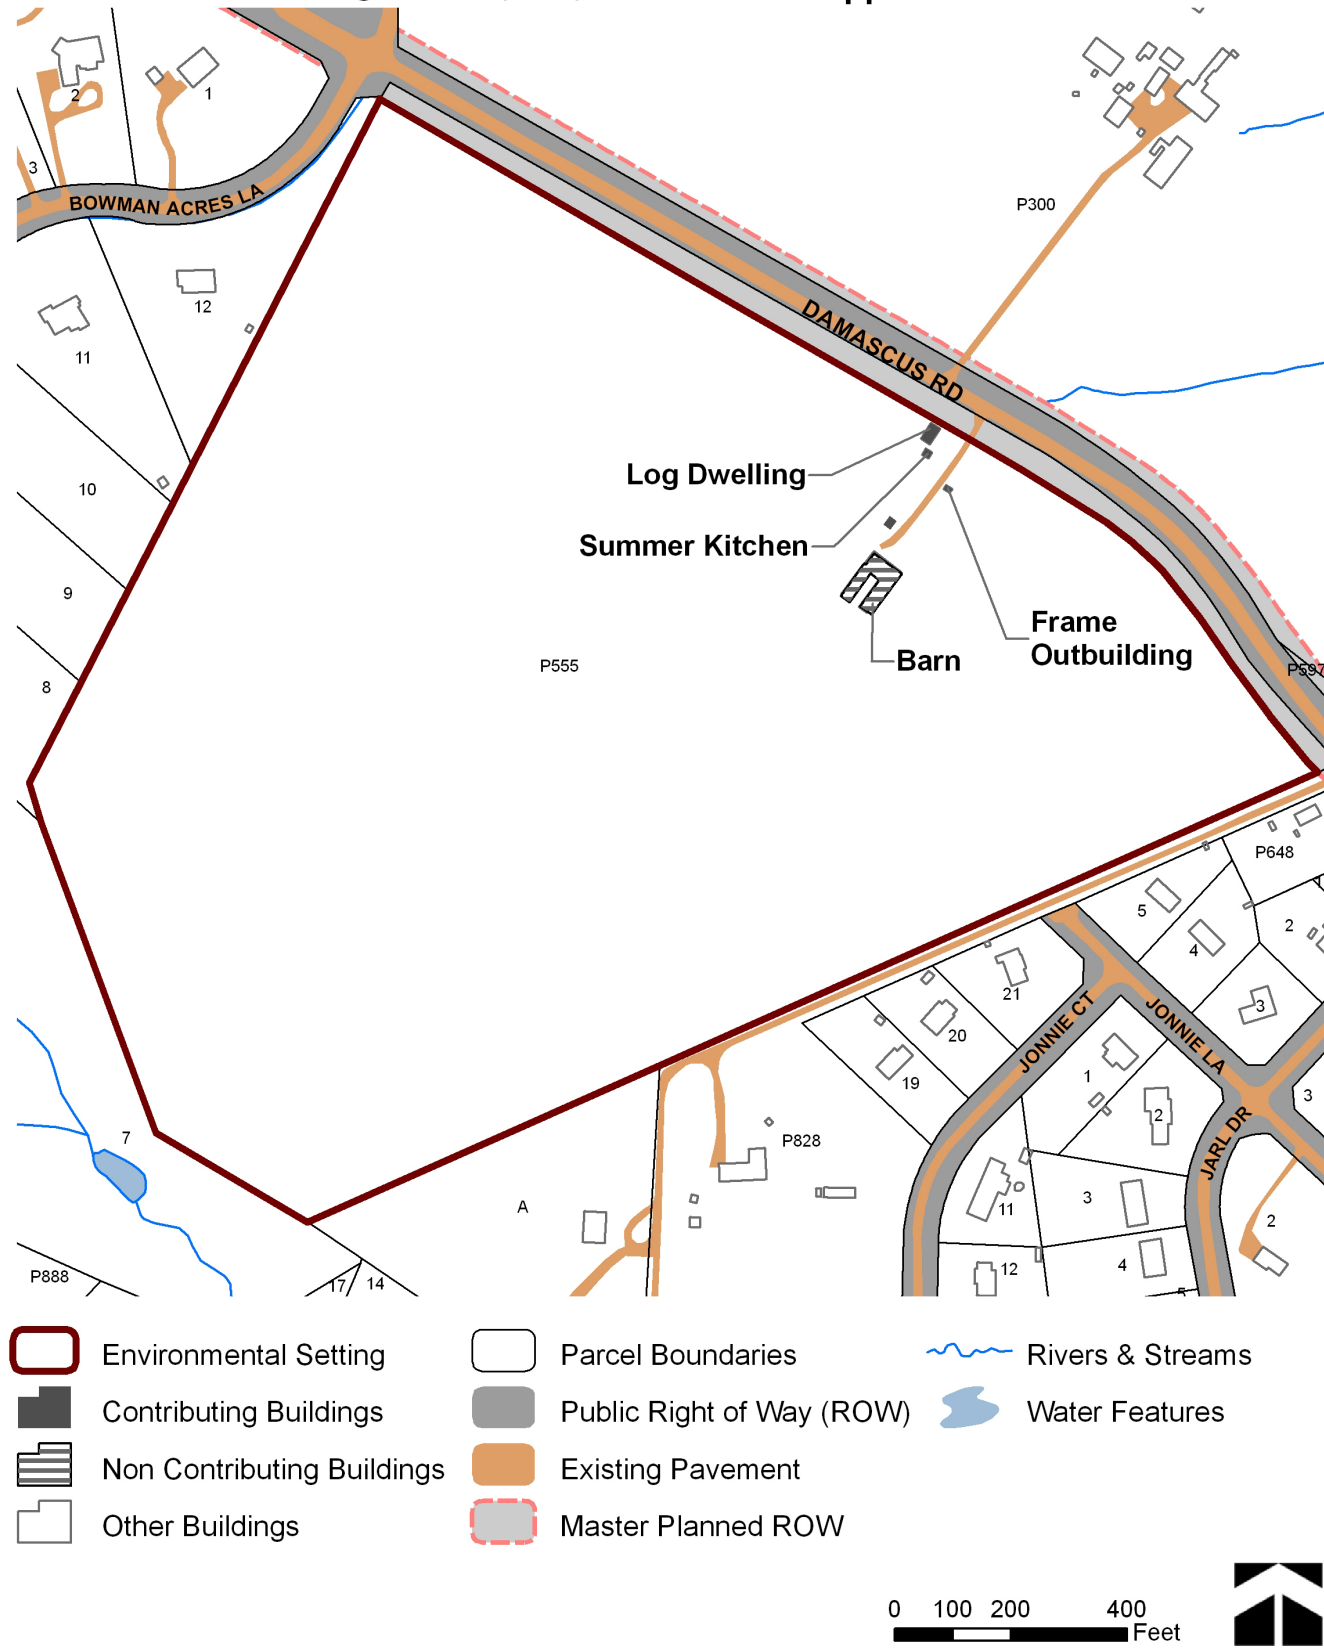 2
1
3
BOWMAN ACRES LA
P300
12
11
DAMASCUS RD
Log Dwelling
10
Summer Kitchen
9
Frame
Outbuilding
Barn
P555
P597
8
P648
5
2
4
21
3
20
JONNIE CT
JONNIE LA
19
1
3
2
JARL DR
7
P828
3
A
11
2
4
12
P888
17
14
5
Environmental Setting
Parcel Boundaries
Rivers & Streams
Contributing Buildings
Public Right of Way (ROW)
Water Features
Non Contributing Buildings
Existing Pavement
Other Buildings
Master Planned ROW
0 100 200 400
Feet